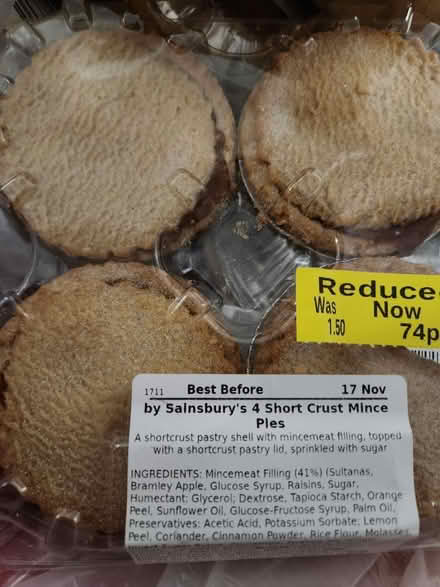 Reduce
Was Now
1.50 74p
1711 Best Before 17 Nov
by Sainsbury's 4 Short Crust Mince
Pies
A shortcrust pastry shell with mincemeat filling, topped
with a shortcrust pastry lid, sprinkled with sugar
INGREDIENTS: Mincemeat Filling (41%) (Sultanas,
Bramley Apple, Glucose Syrup, Raisins, Sugar,
Humectant: Glycerol; Dextrose, Tapioca Starch, Orange
Peel, Sunflower Oil, Glucose-Fructose Syrup, Palm Oil,
Preservatives: Acetic Acid, Potassium Sorbate; Lemon
Peel, Coriander, Cinnamon Powder, Rice Flour, Molasses